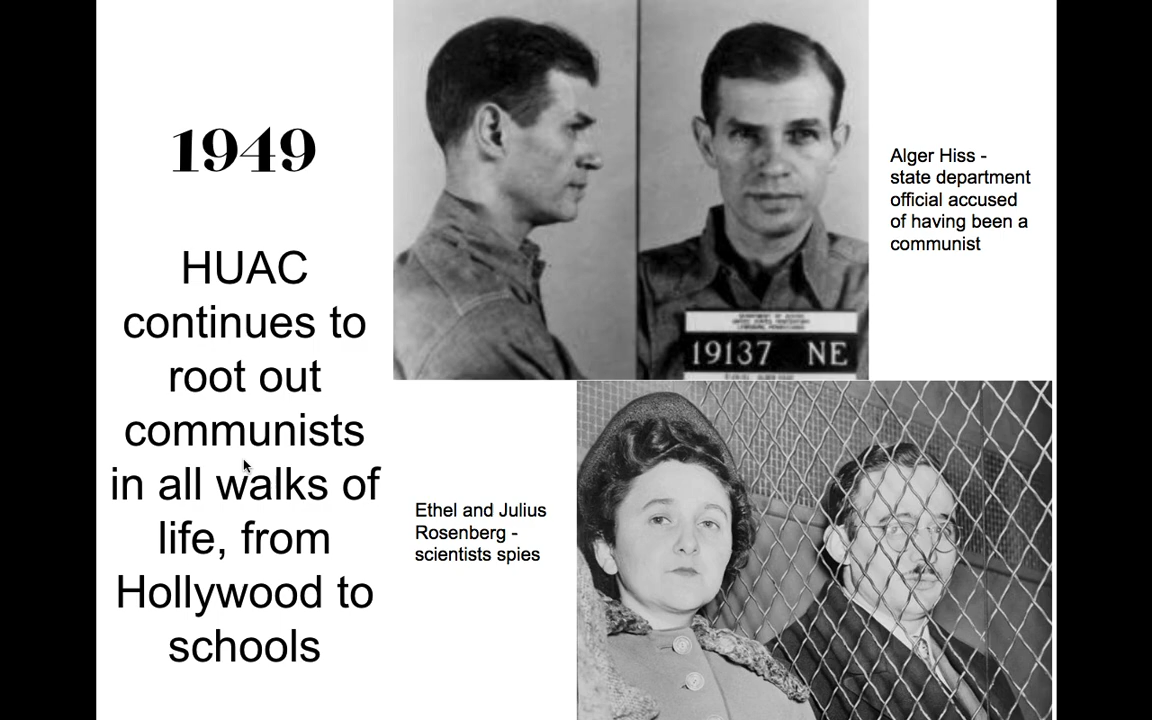 1949
HUAC
continues to
root out
communists
in all walks of
life, from
Hollywood to
schools
Alger Hiss -
state department
official accused
of having been a
communist
19137 NE
Ethel and Julius
Rosenberg -
scientists spies